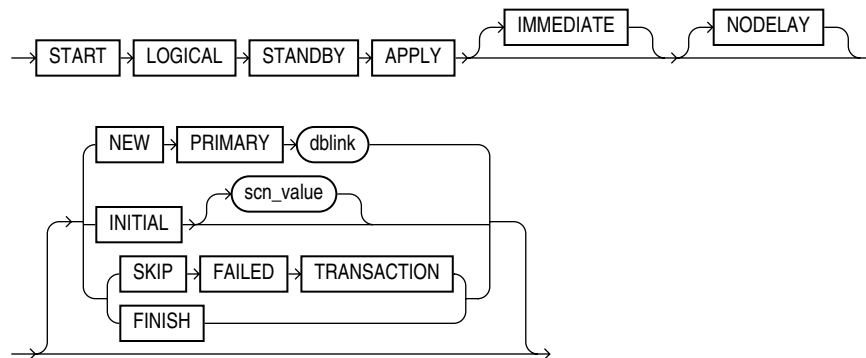 START LOGICAL STANDBY APPLY IMMEDIATE NODELAY
NEW PRIMARY dblink
INITIAL scn_value
SKIP FAILED TRANSACTION
FINISH